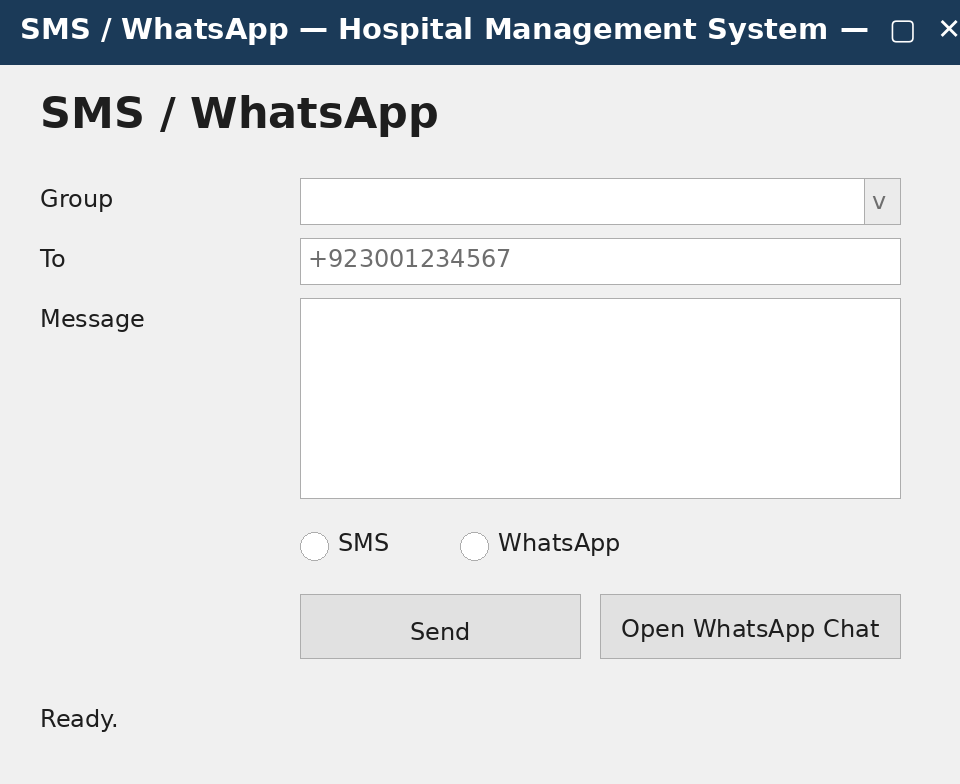 SMS / WhatsApp — Hospital Management System — ▢ ✕
SMS / WhatsApp
Group v
To +923001234567
Message
SMS WhatsApp
Send Open WhatsApp Chat
Ready.